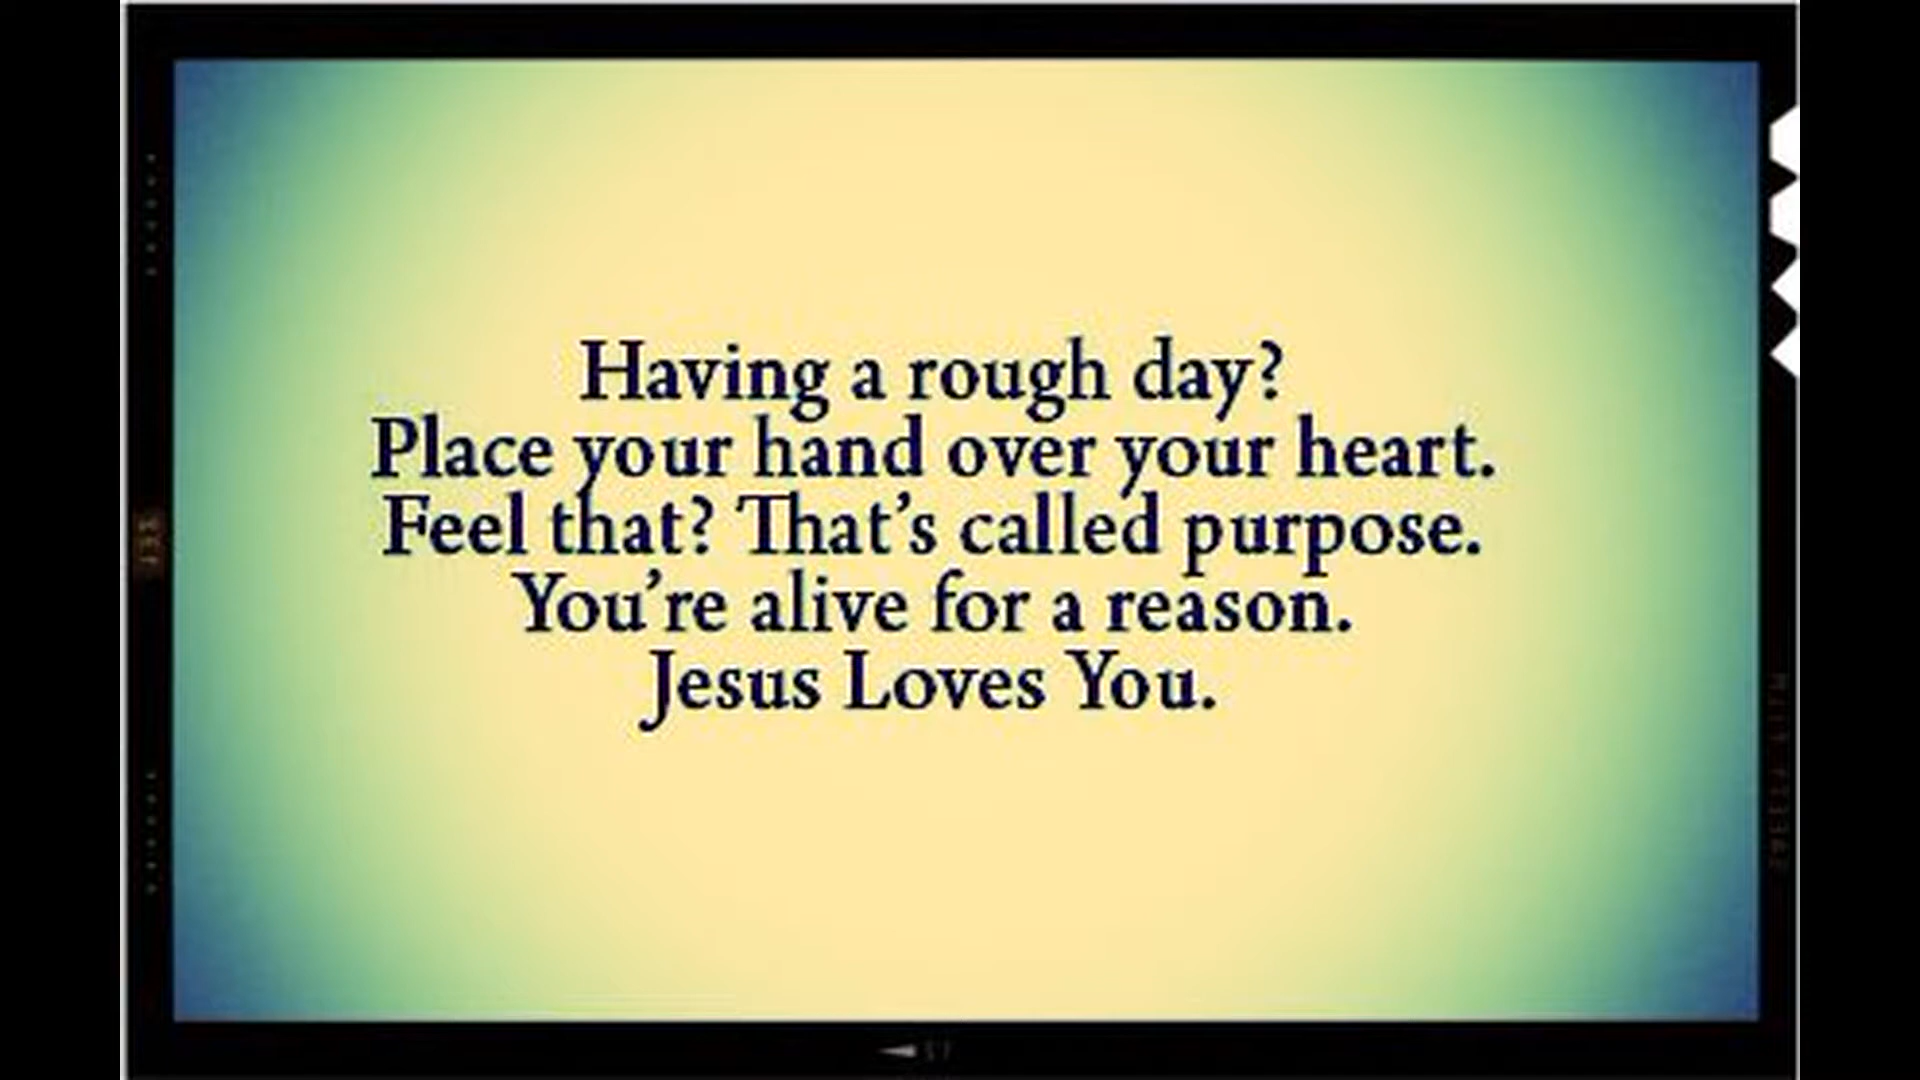 Having a rough day?
Place your hand over your heart.
Feel that? That's called purpose.
You're alive for a reason.
Jesus Loves You.